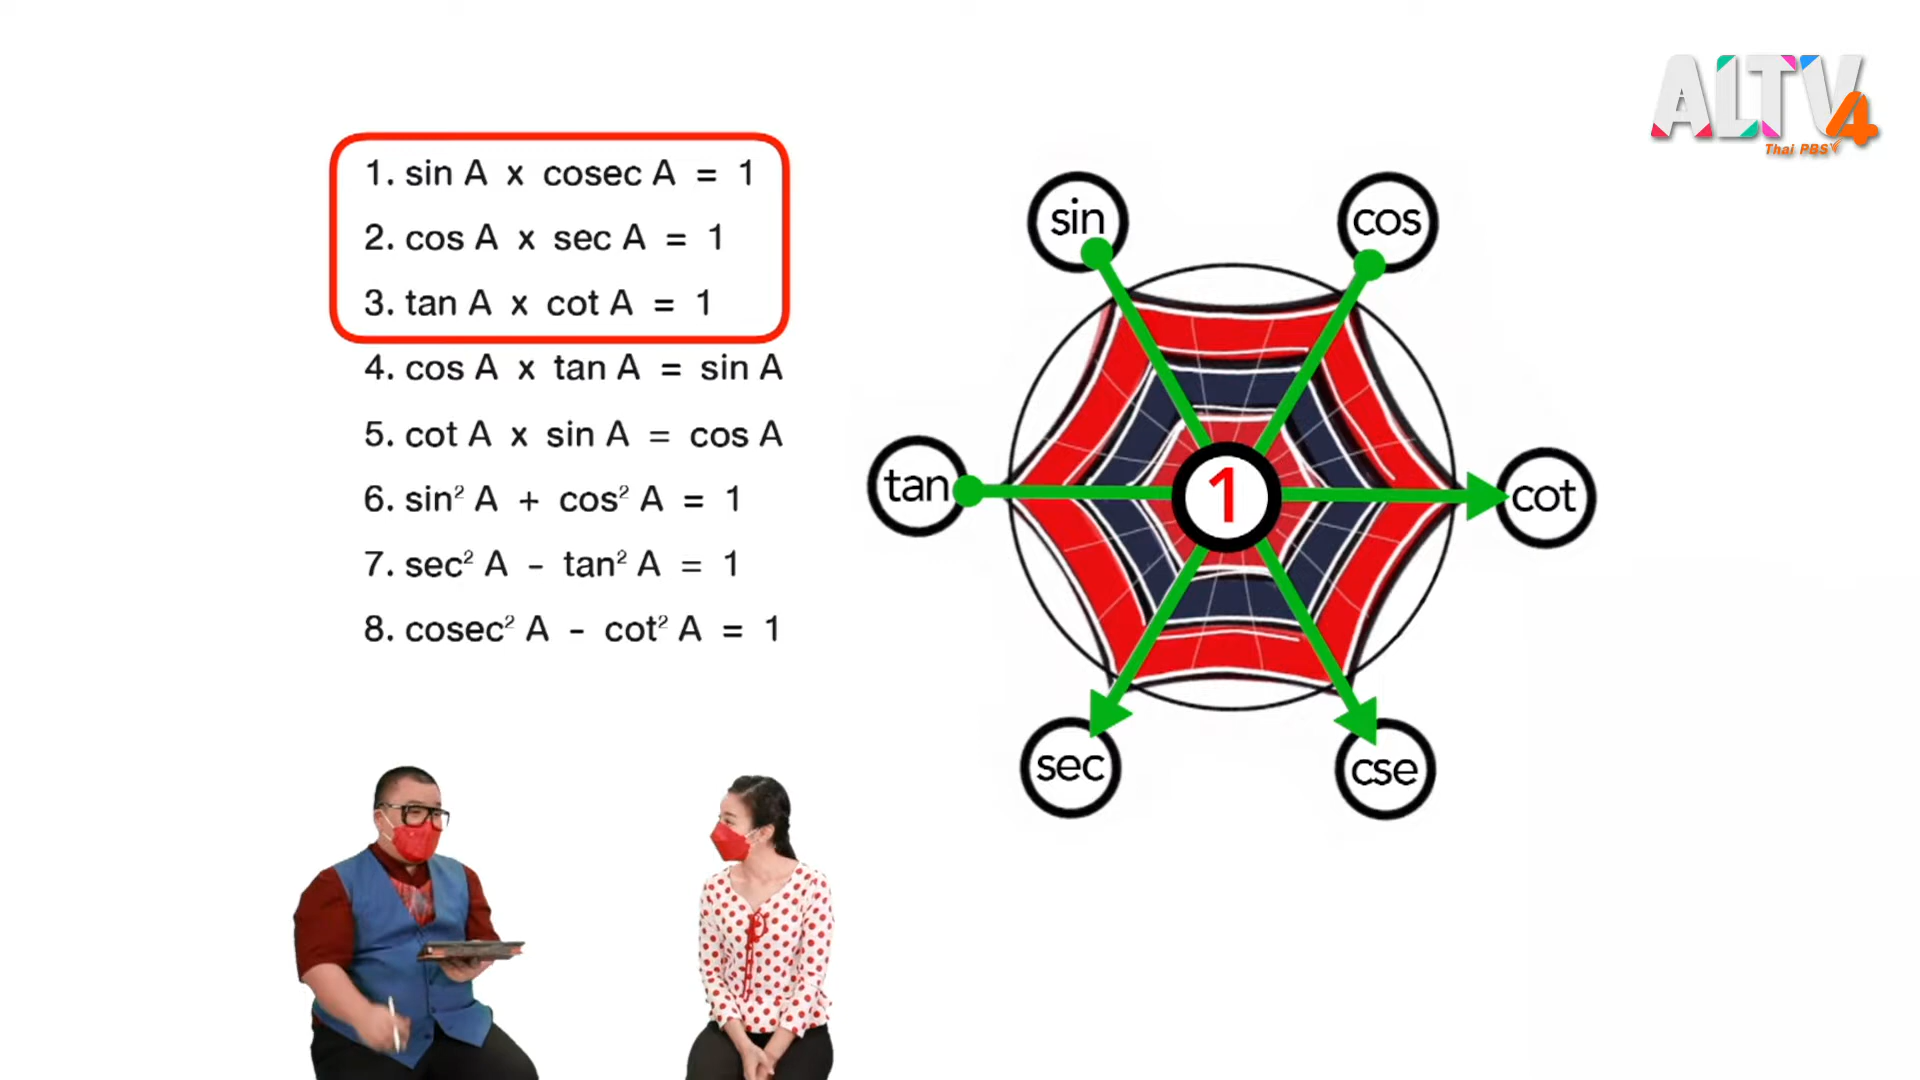 ALTV4
Thai PBS
1. sin A x cosec A = 1
2. cos A x sec A = 1
3. tan A x cot A = 1
4. cos A x tan A = sin A
5. cot A x sin A = cos A
6. sin² A + cos² A = 1
7. sec² A - tan² A = 1
8. cosec² A - cot² A = 1
sin
cos
tan
1
cot
sec
cse